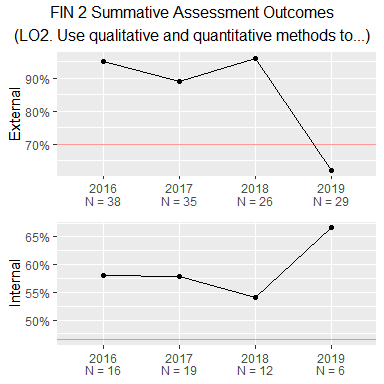 FIN 2 Summative Assessment Outcomes
(LO2. Use qualitative and quantitative methods to...)
External
90%
80%
70%
2016
N = 38
2017
N = 35
2018
N = 26
2019
N = 29
Internal
65%
60%
55%
50%
2016
N = 16
2017
N = 19
2018
N = 12
2019
N = 6